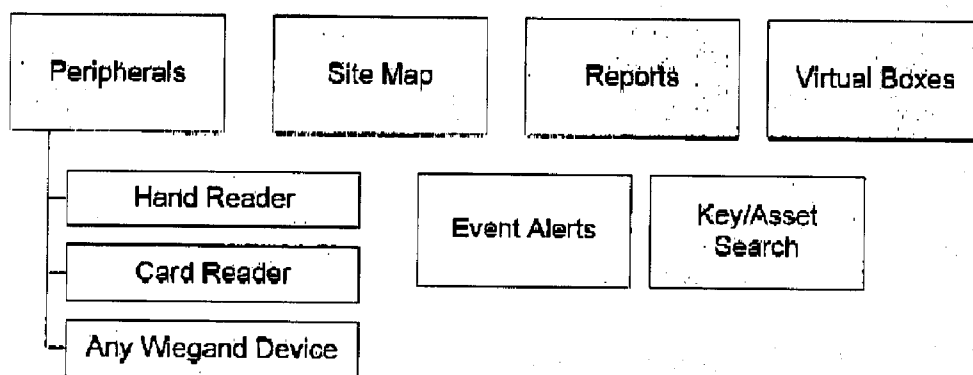 Peripherals
Site Map
Reports
Virtual Boxes
Hand Reader
Card Reader
Any Wiegand Device
Event Alerts
Key/Asset
Search